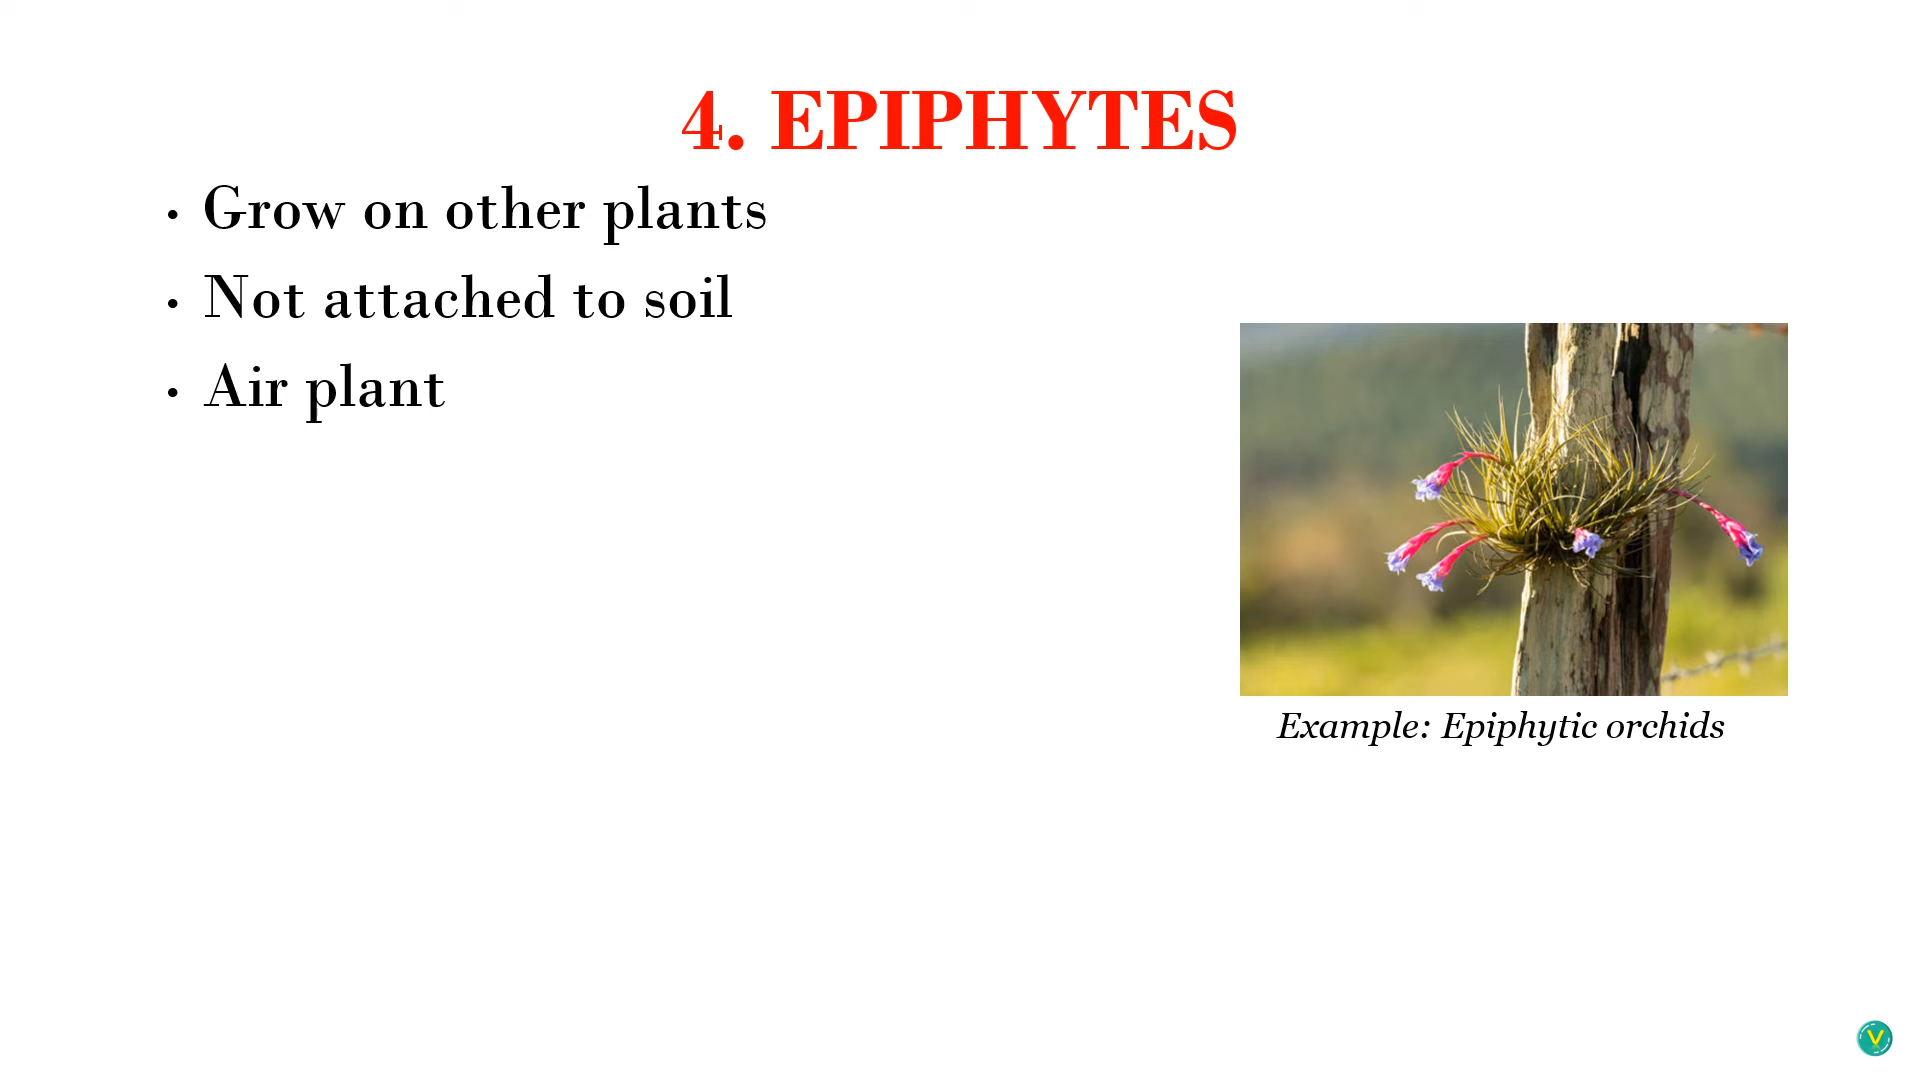 4. EPIPHYTES
• Grow on other plants
• Not attached to soil
• Air plant
Example: Epiphytic orchids
V